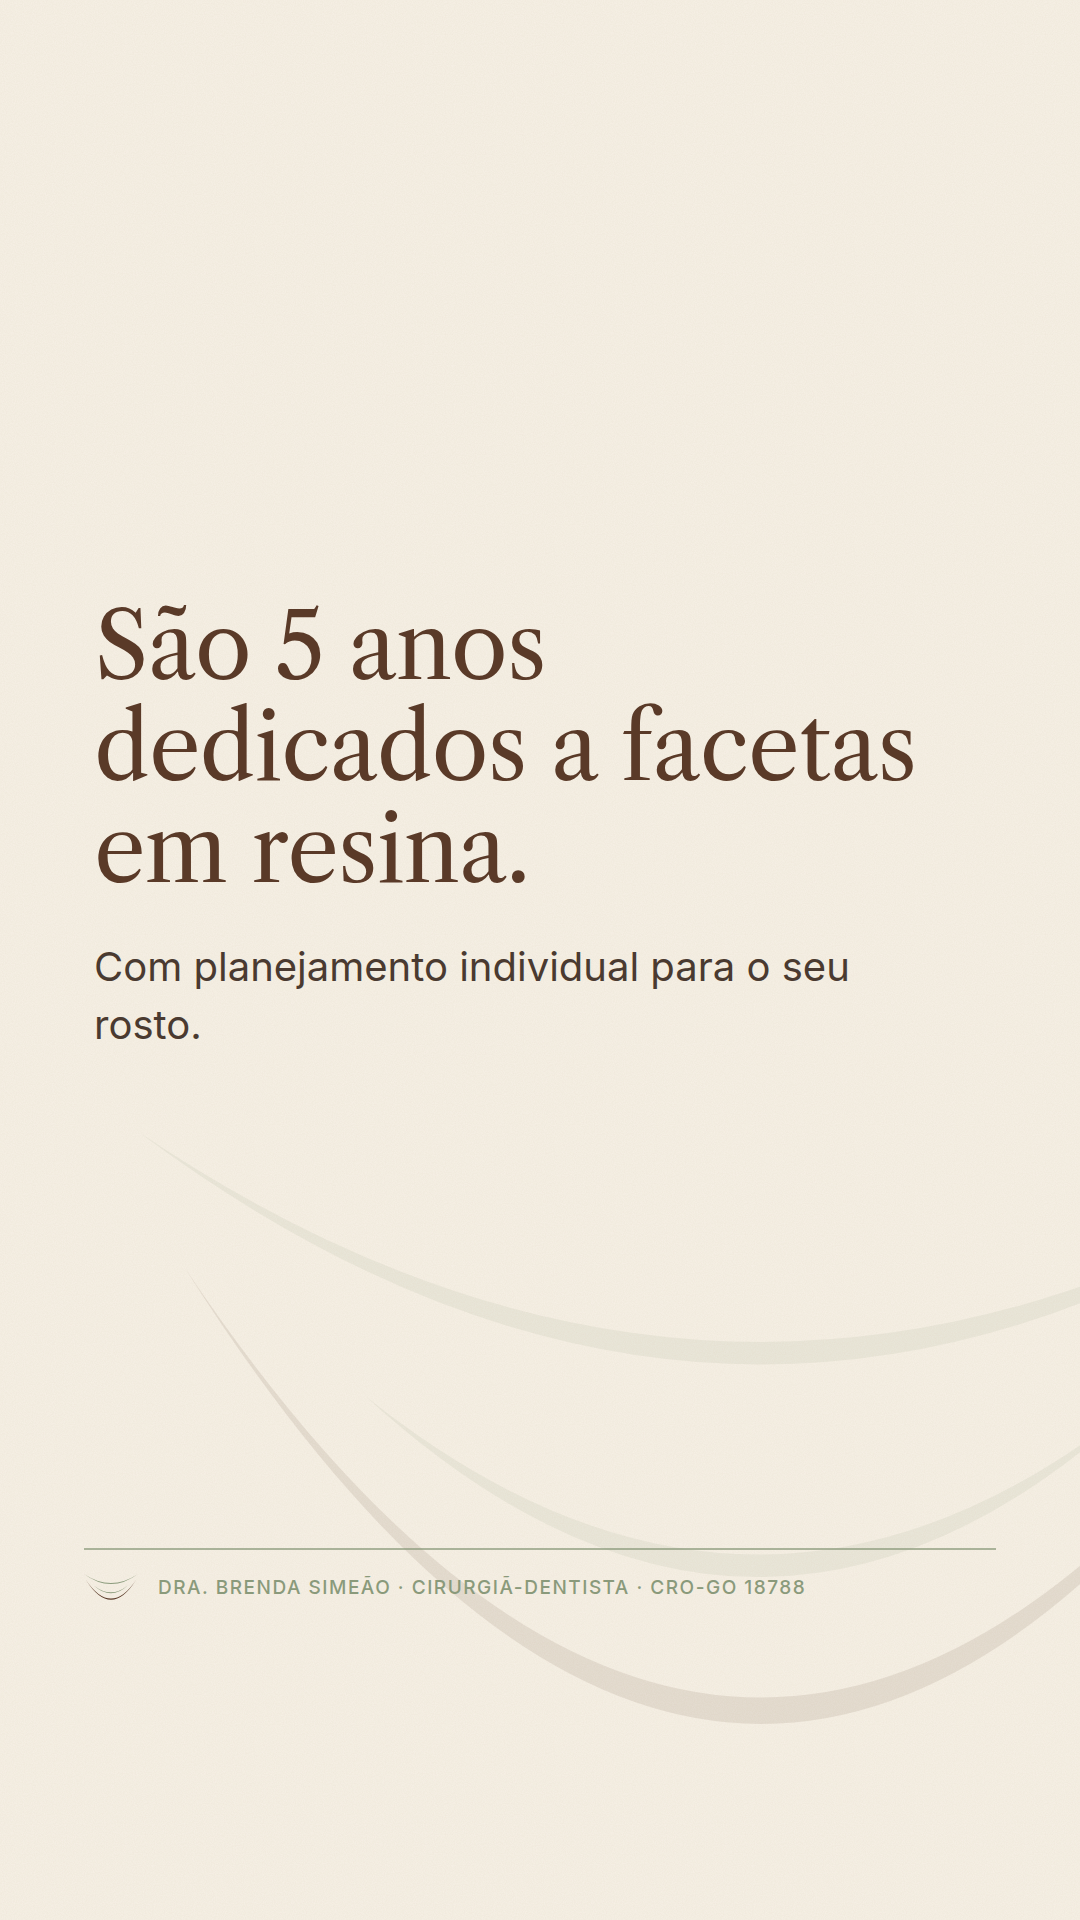 São 5 anos
dedicados a facetas
em resina.
Com planejamento individual para o seu
rosto.
DRA. BRENDA SIMEÃO · CIRURGIÃ-DENTISTA · CRO-GO 18788